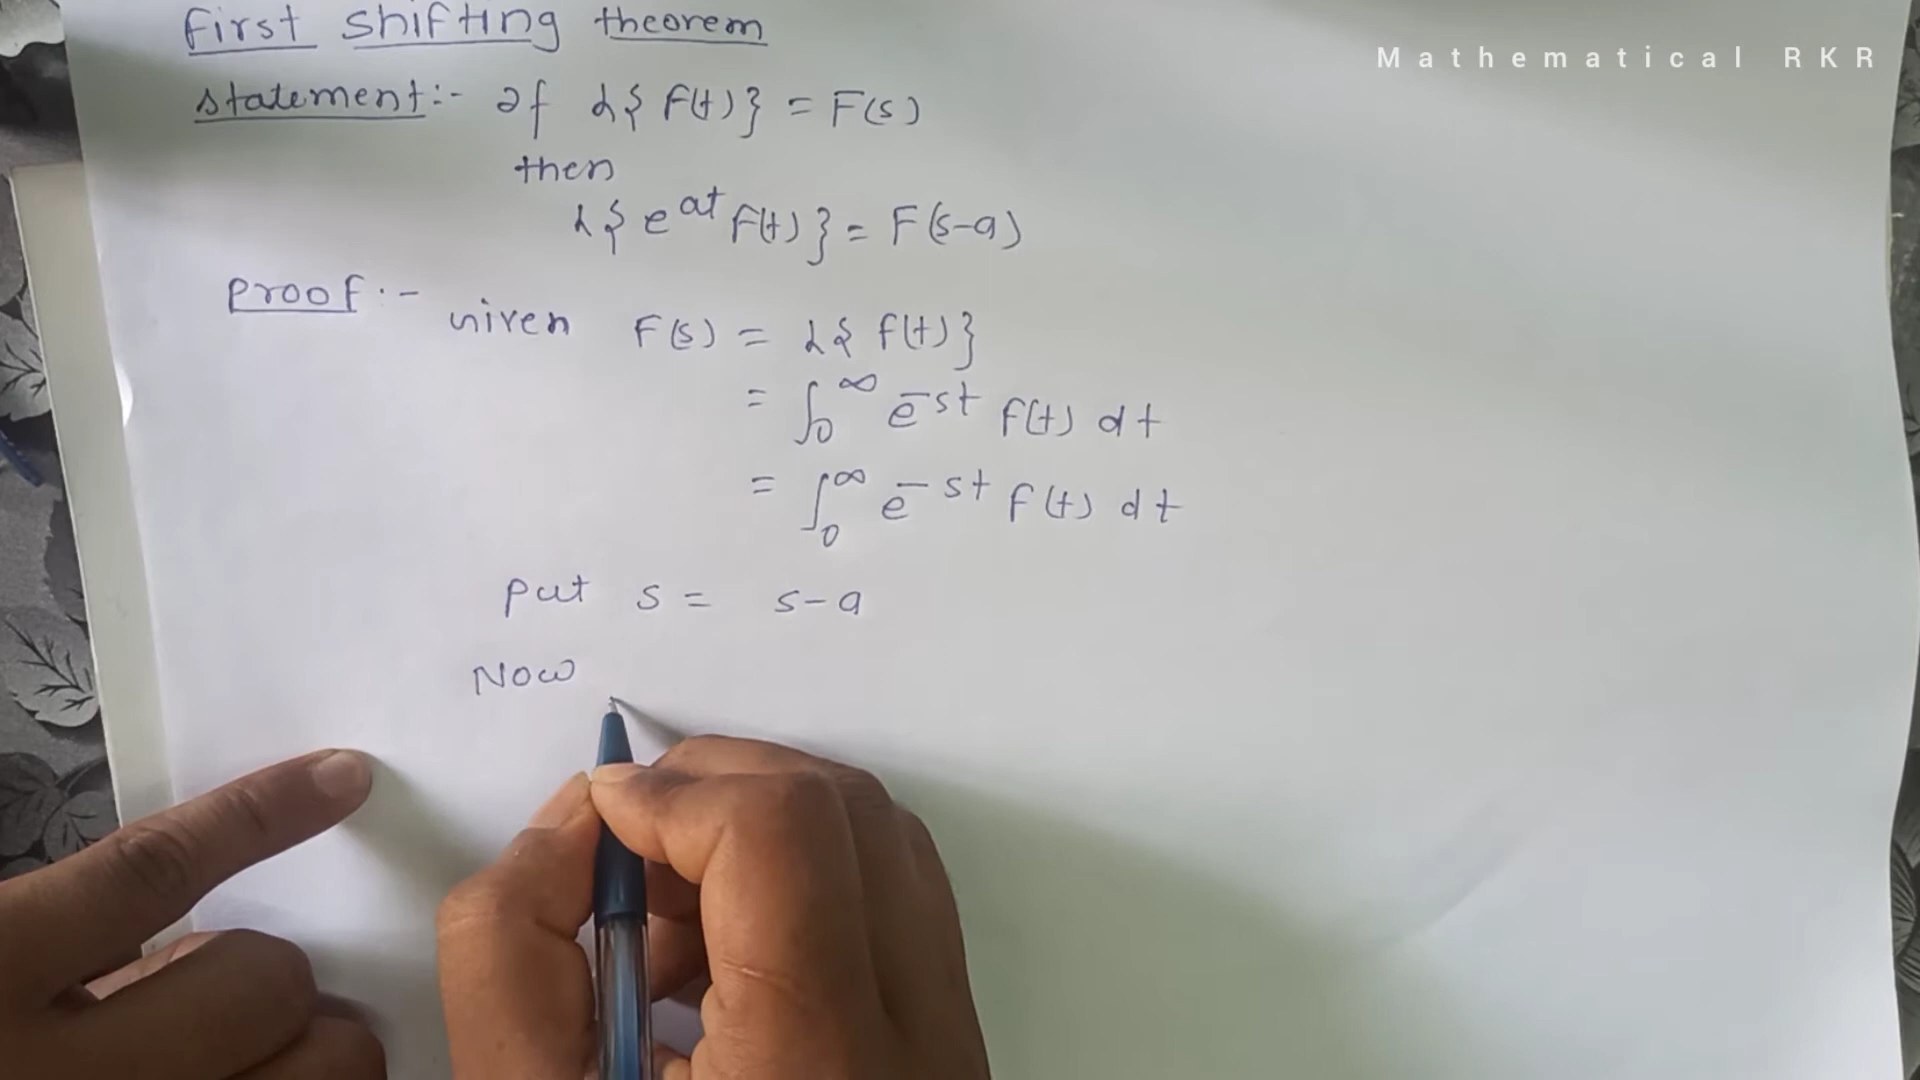 First shifting theorem
Mathematical RKR
statement:- If L{ F(t) } = F(s)
then
L{ e^at F(t) } = F(s-a)
Proof:- Given F(s) = L{ f(t) }
= ∫₀^∞ e^-st f(t) dt
= ∫₀^∞ e^-st f(t) dt
put s = s-a
Now